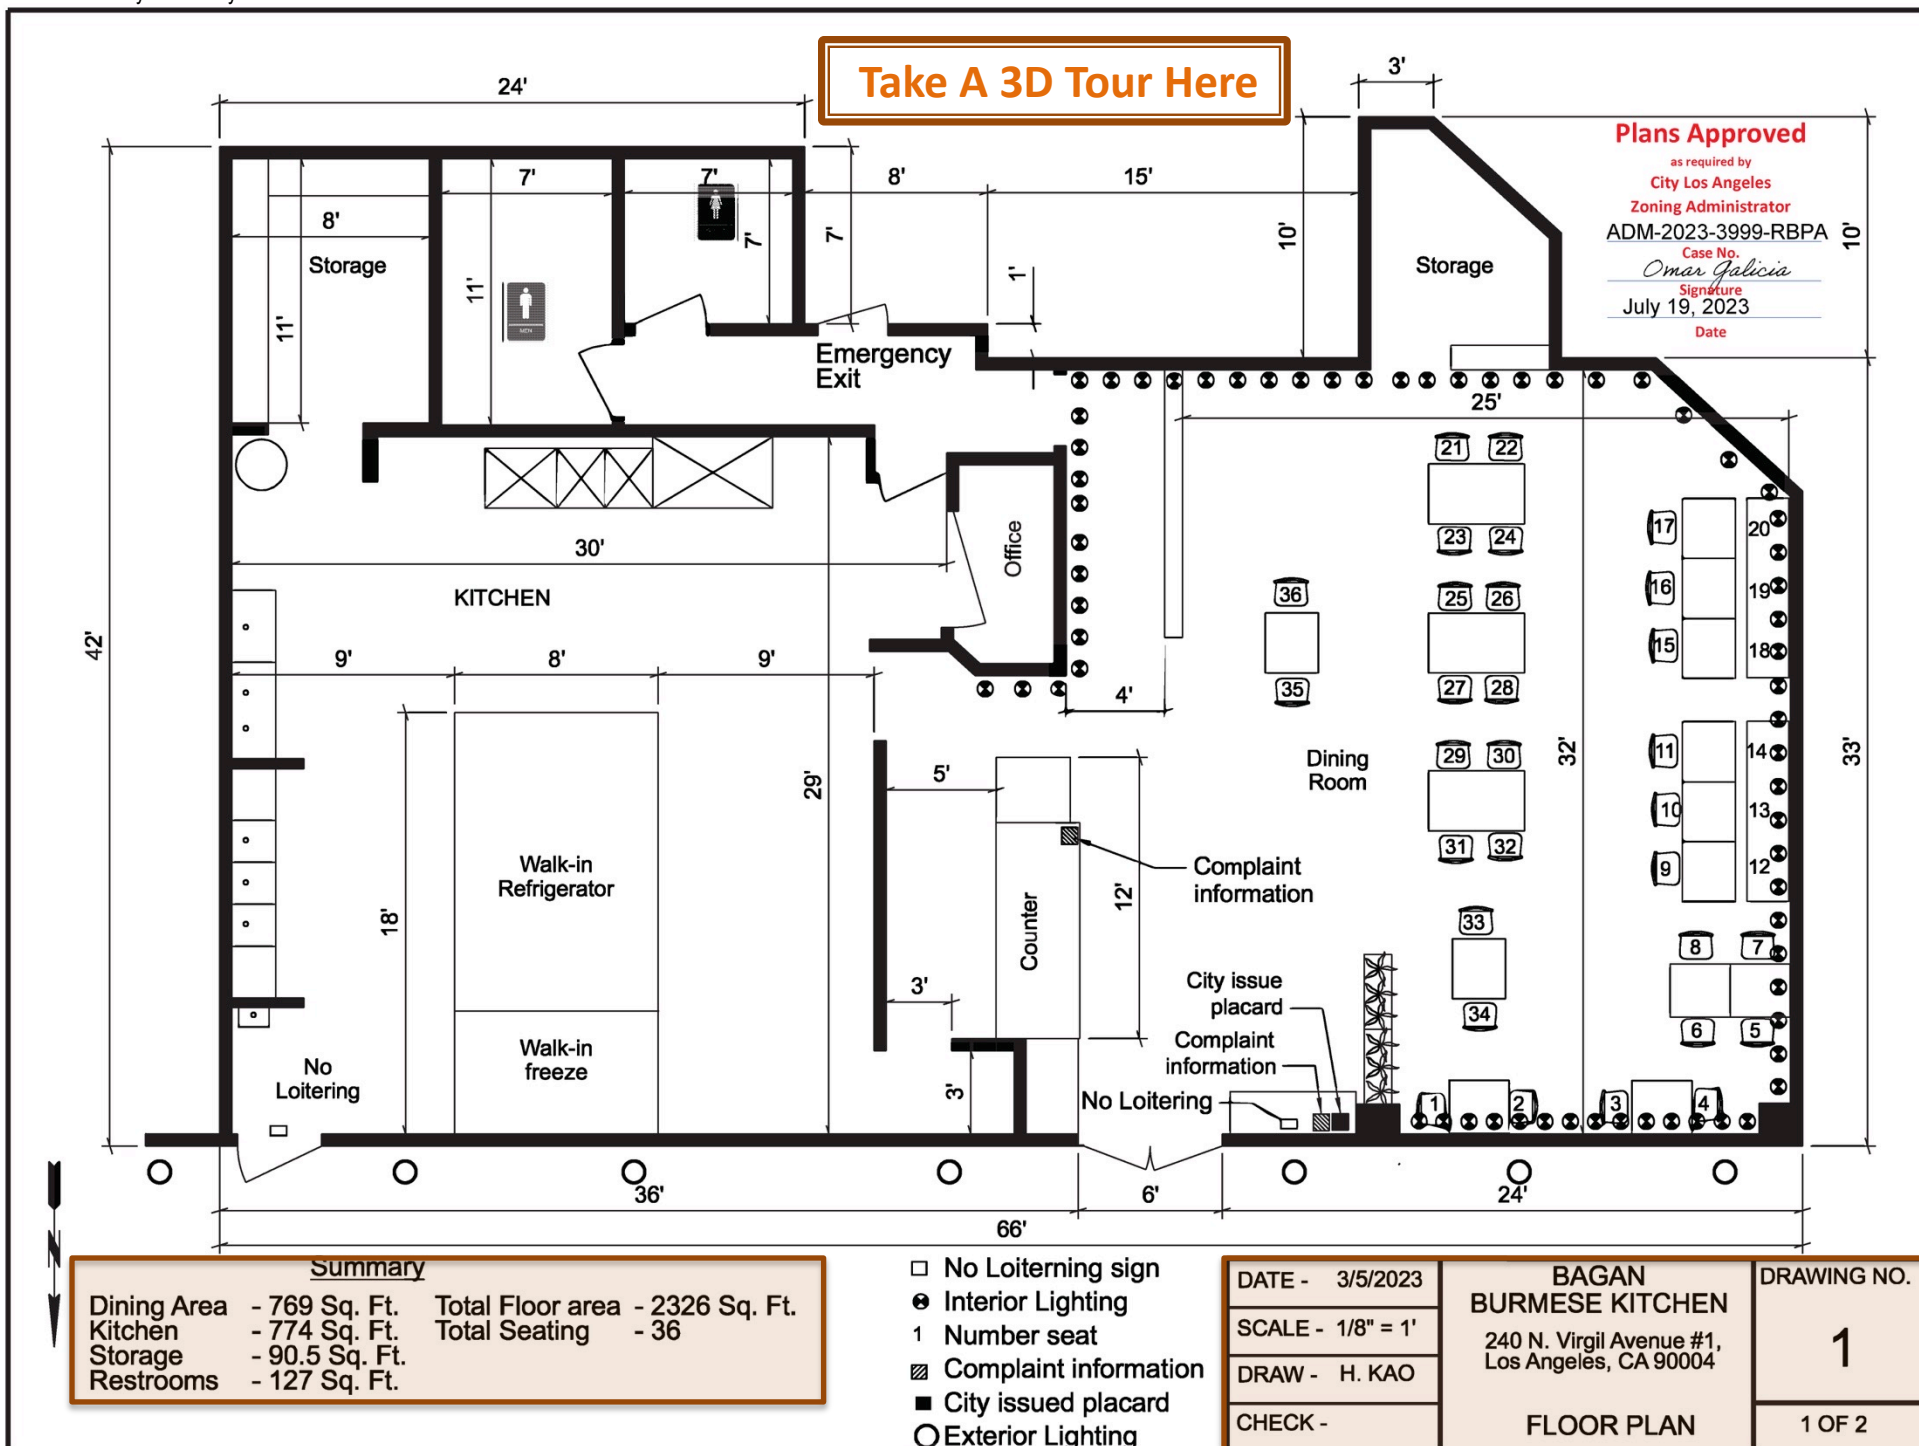 Take A 3D Tour Here
24'
3'
Plans Approved
as required by
City Los Angeles
Zoning Administrator
ADM-2023-3999-RBPA
Case No.
Omar Galicia
Signature
July 19, 2023
Date
7'
7'
8'
15'
8'
Storage
11'
11'
MEN
7'
7'
1'
10'
10'
Storage
Emergency
Exit
25'
21
22
23
24
17
20
16
19
15
18
30'
Office
KITCHEN
36
35
25
26
27
28
42'
9'
8'
9'
4'
29'
5'
Dining
Room
32'
33'
29
30
31
32
11
14
10
13
9
12
Walk-in
Refrigerator
18'
Counter
12'
Complaint
information
33
34
8
7
6
5
3'
City issue
placard
Complaint
information
No Loitering
Walk-in
freeze
No
Loitering
3'
1
2
3
4
36'
6'
24'
66'
N
Summary
Dining Area - 769 Sq. Ft. Total Floor area - 2326 Sq. Ft.
Kitchen - 774 Sq. Ft. Total Seating - 36
Storage - 90.5 Sq. Ft.
Restrooms - 127 Sq. Ft.
No Loiterning sign
Interior Lighting
1 Number seat
Complaint information
City issued placard
Exterior Lighting
DATE - 3/5/2023
SCALE - 1/8" = 1'
DRAW - H. KAO
CHECK -
BAGAN
BURMESE KITCHEN
240 N. Virgil Avenue #1,
Los Angeles, CA 90004
FLOOR PLAN
DRAWING NO.
1
1 OF 2